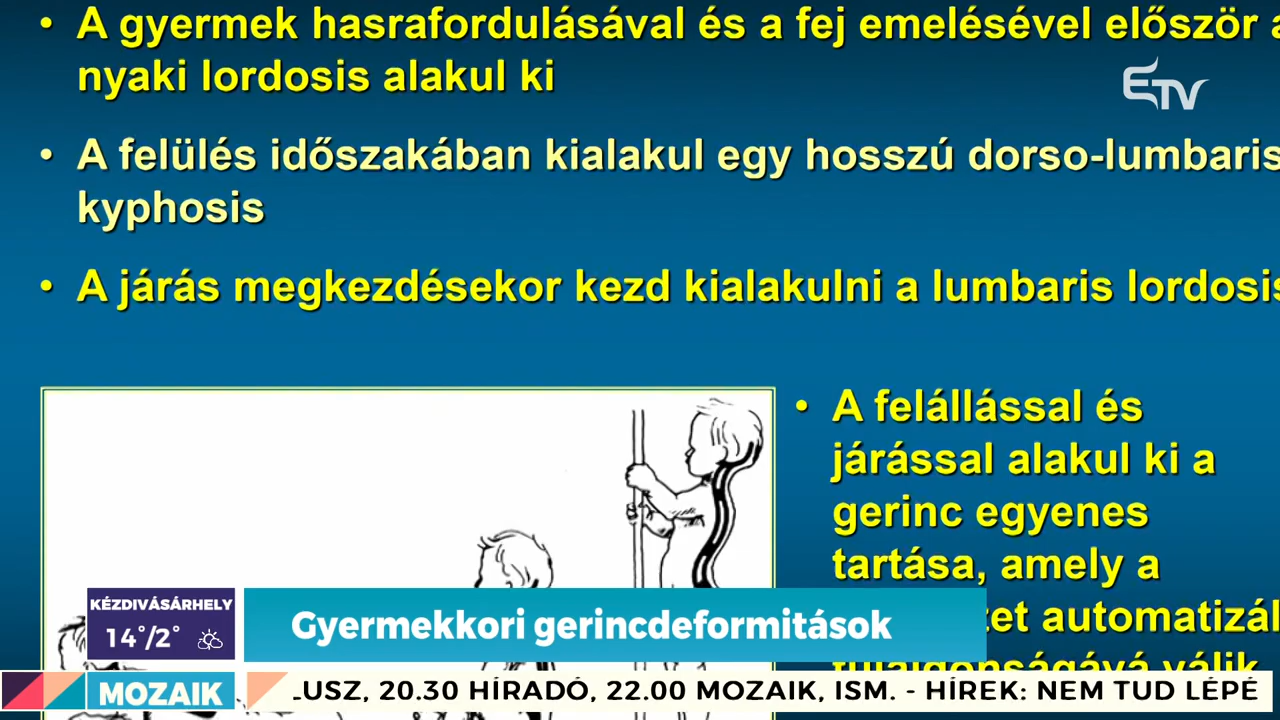 • A gyermek hasrafordulásával és a fej emelésével először
nyaki lordosis alakul ki
ETV
• A felülés időszakában kialakul egy hosszú dorso-lumbaris
kyphosis
• A járás megkezdésekor kezd kialakulni a lumbaris lordosis
• A felállással és
járással alakul ki a
gerinc egyenes
tartása, amely a
KÉZDIVÁSÁRHELY
14°/2°
Gyermekkori gerincdeformitások
MOZAIK
LUSZ, 20.30 HÍRADÓ, 22.00 MOZAIK, ISM. - HÍREK: NEM TUD LÉPÉ